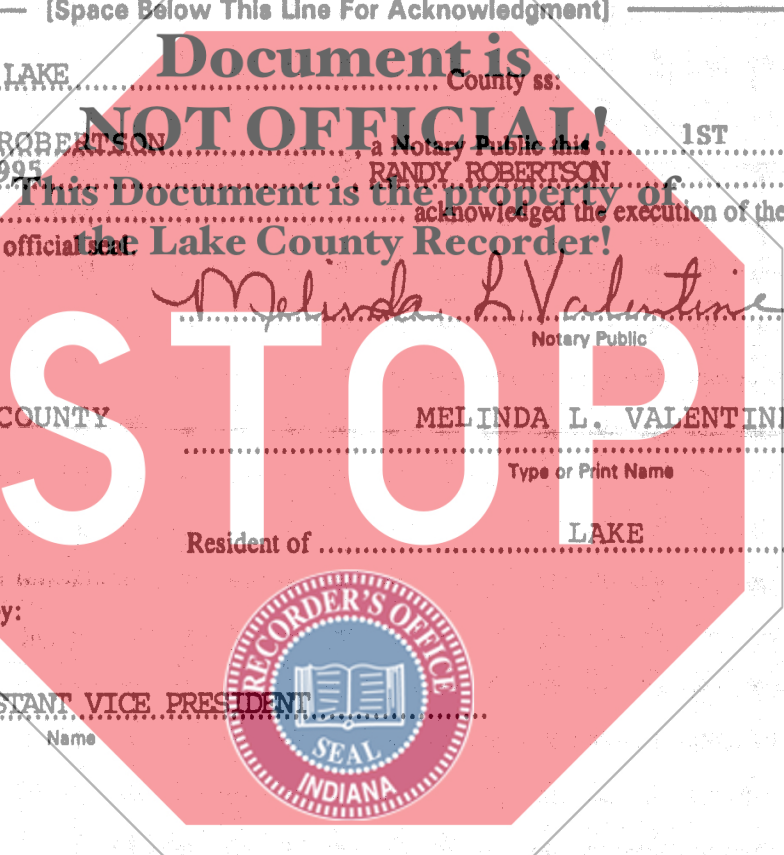 [Space Below This Line For Acknowledgment]
Document is
LAKE County ss:
NOT OFFICIAL!
ROBERTSON, a Notary Public this 1ST
995 RANDY ROBERTSON
This Document is the property of
acknowledged the execution of the
official seal.
the Lake County Recorder!
Melinda L Valentine
Notary Public
STOP
COUNTY MELINDA L. VALENTINE
Type or Print Name
Resident of LAKE
y:
RECORDER'S OFFICE
STANT VICE PRESIDENT
Name
SEAL
INDIANA